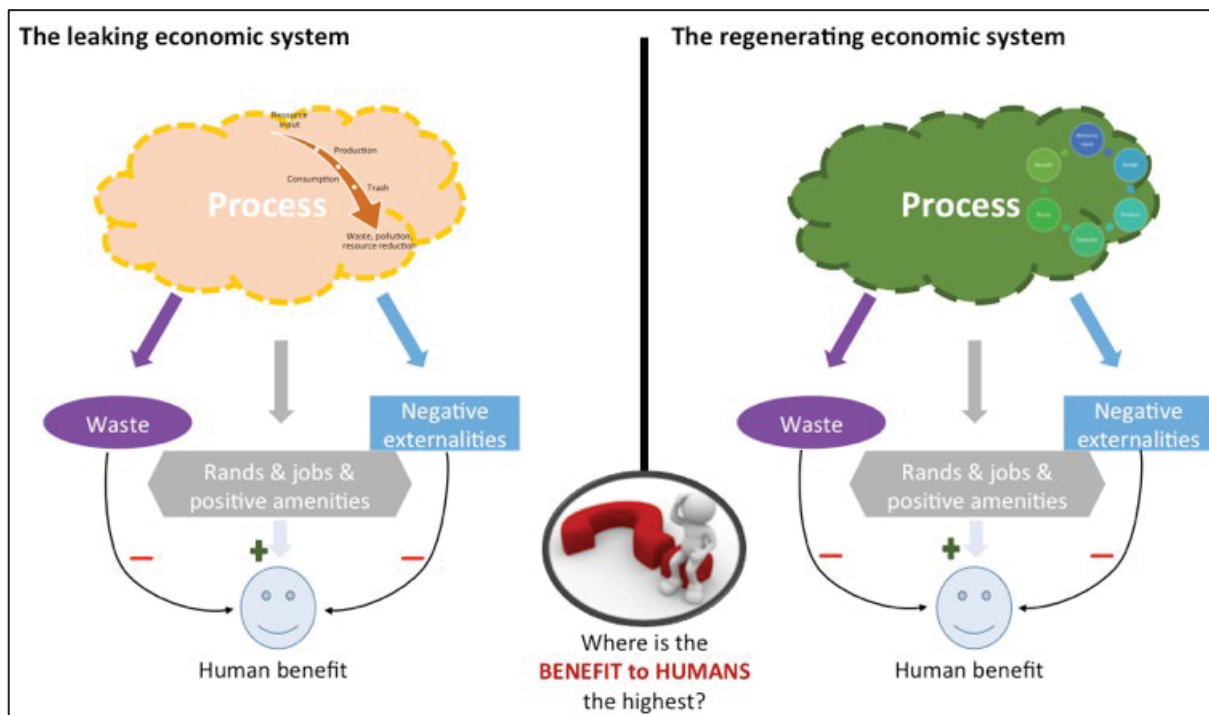 The leaking economic system
Resource
input
Production
Consumption
Trash
Process
Waste, pollution,
resource reduction
Waste
Negative
externalities
Rands & jobs &
positive amenities
Human benefit
Where is the
BENEFIT to HUMANS
the highest?
The regenerating economic system
Process
Resource
input
Waste
Negative
externalities
Rands & jobs &
positive amenities
Human benefit